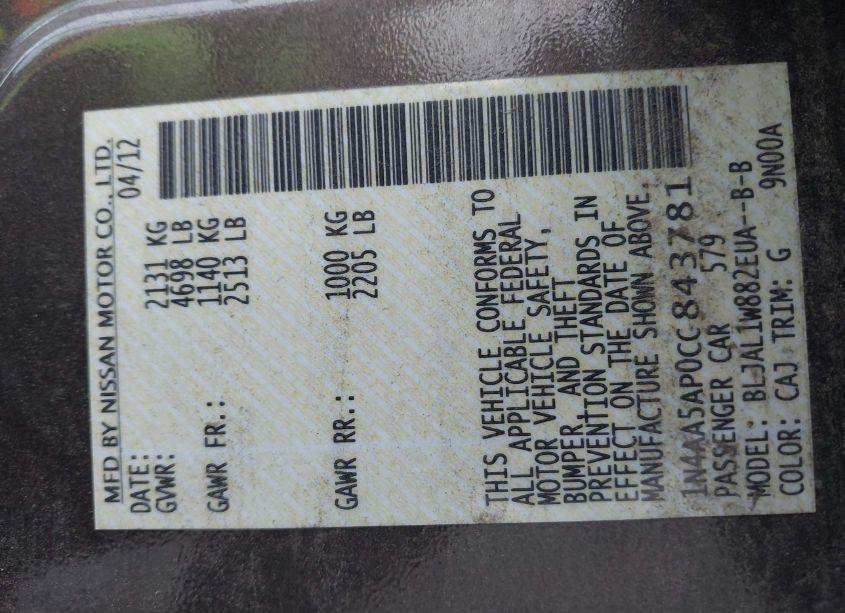 MFD BY NISSAN MOTOR CO., LTD.
DATE: 04/12
GVWR: 2131 KG
4698 LB
GAWR FR.: 1140 KG
2513 LB
GAWR RR.: 1000 KG
2205 LB
THIS VEHICLE CONFORMS TO
ALL APPLICABLE FEDERAL
MOTOR VEHICLE SAFETY,
BUMPER, AND THEFT
PREVENTION STANDARDS IN
EFFECT ON THE DATE OF
MANUFACTURE SHOWN ABOVE.
1N4AA5AP0CC843781
PASSENGER CAR 579
MODEL: BLJAL1W882EUA--B-B
COLOR: CAJ TRIM: G 9N00A